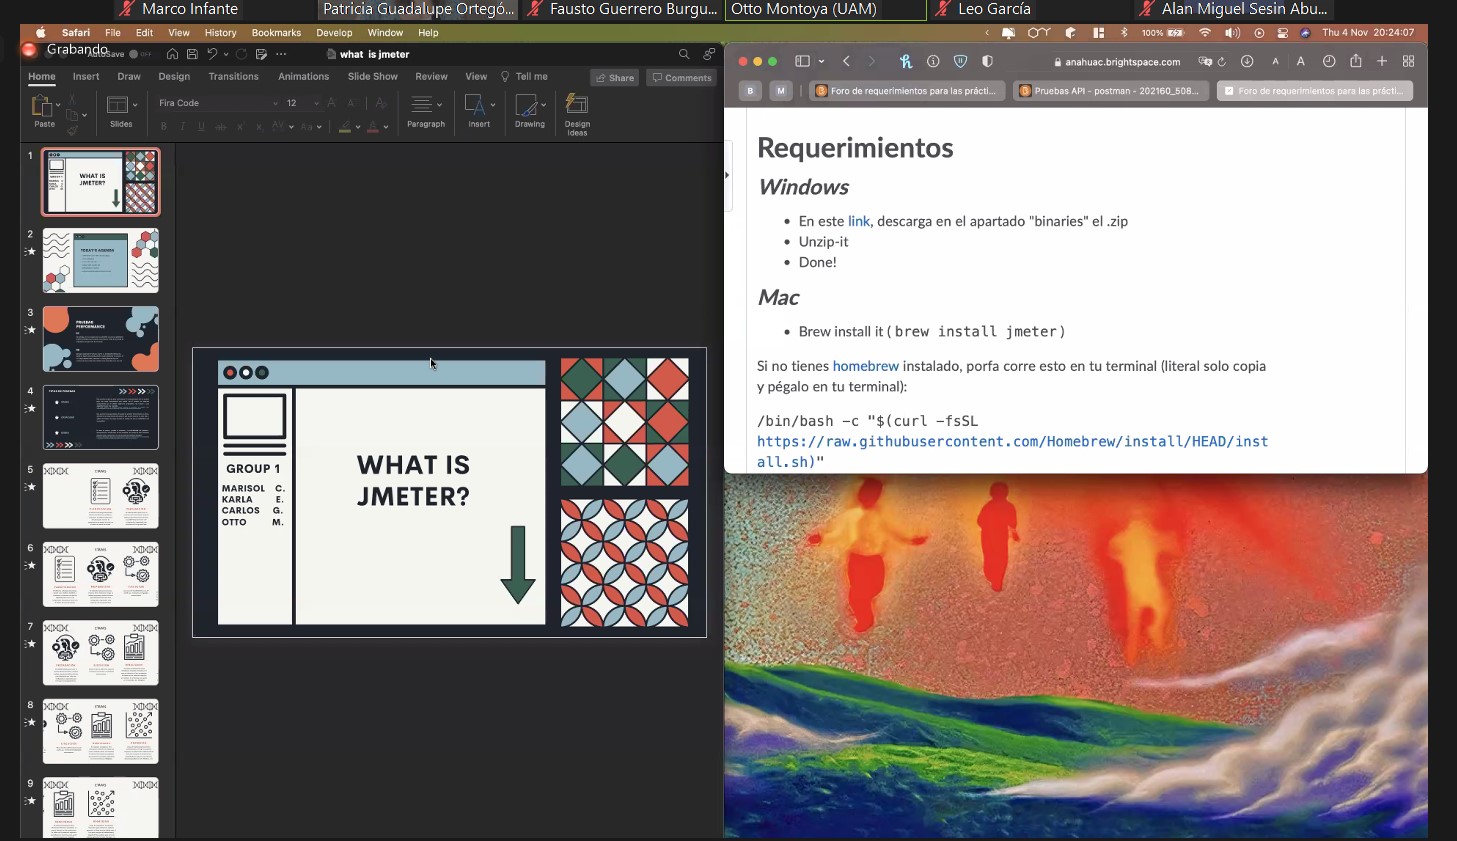 Marco Infante
Patricia Guadalupe Ortegó...
Fausto Guerrero Burgu...
Otto Montoya (UAM)
Leo García
Alan Miguel Sesin Abu...
Safari File Edit View History Bookmarks Develop Window Help
100%
Thu 4 Nov 20:24:07
Grabando
AutoSave OFF
what is jmeter
Home Insert Draw Design Transitions Animations Slide Show Review View Tell me
Share Comments
Paste
Slides
Fira Code 12
Paragraph
Insert
Drawing
Design Ideas
1
WHAT IS
JMETER?
2
3
PRUEBAS
PERFORMANCE
4
5
6
7
8
9
GROUP 1
MARISOL C.
KARLA E.
CARLOS G.
OTTO M.
WHAT IS
JMETER?
anahuac.brightspace.com
A A
B M
Foro de requerimientos para las prácti...
Pruebas API - postman - 202160_508...
Foro de requerimientos para las prácti...
Requerimientos
Windows
• En este link, descarga en el apartado "binaries" el .zip
• Unzip-it
• Done!
Mac
• Brew install it (brew install jmeter)
Si no tienes homebrew instalado, porfa corre esto en tu terminal (literal solo copia
y pégalo en tu terminal):
/bin/bash -c "$(curl -fsSL
https://raw.githubusercontent.com/Homebrew/install/HEAD/inst
all.sh)"